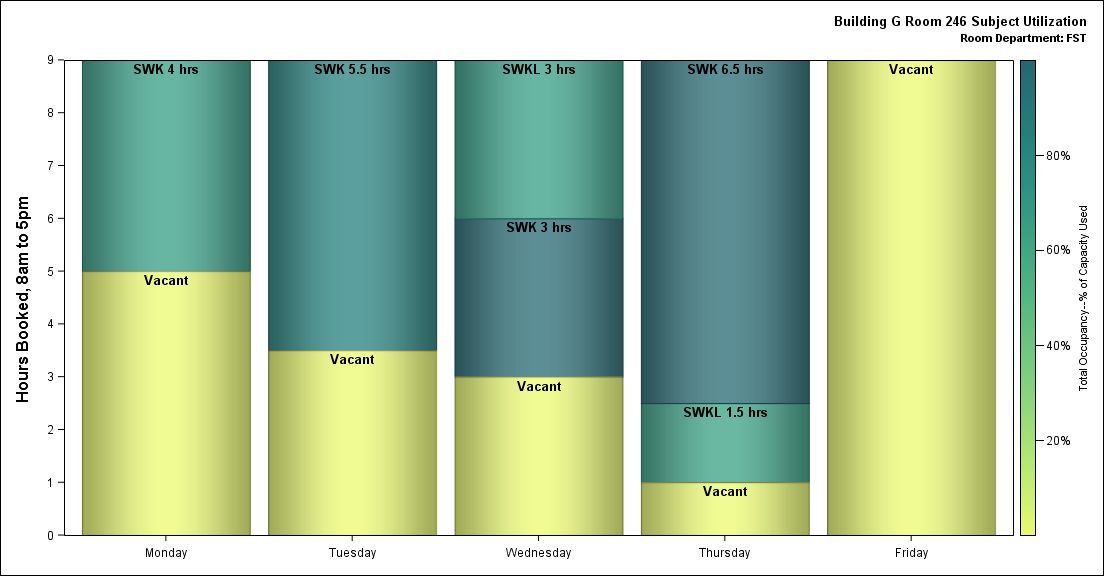 Building G Room 246 Subject Utilization
Room Department: FST
Hours Booked, 8am to 5pm
9
8
7
6
5
4
3
2
1
0
SWK 4 hrs
Vacant
SWK 5.5 hrs
Vacant
SWKL 3 hrs
SWK 3 hrs
Vacant
SWK 6.5 hrs
SWKL 1.5 hrs
Vacant
Vacant
Monday
Tuesday
Wednesday
Thursday
Friday
80%
60%
40%
20%
Total Occupancy--% of Capacity Used